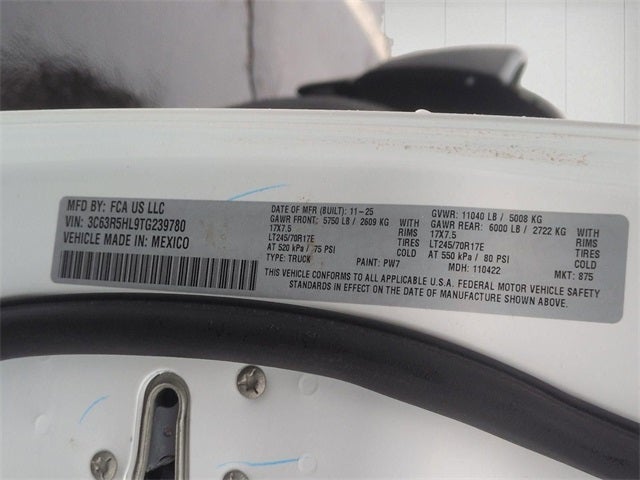 MFD BY: FCA US LLC
VIN: 3C63R5HL9TG239780
VEHICLE MADE IN: MEXICO
DATE OF MFR (BUILT): 11-25
GAWR FRONT: 5750 LB / 2609 KG WITH
17X7.5 RIMS
LT245/70R17E TIRES
AT 520 kPa / 75 PSI COLD
TYPE: TRUCK PAINT: PW7
GVWR: 11040 LB / 5008 KG
GAWR REAR: 6000 LB / 2722 KG WITH
17X7.5 RIMS
LT245/70R17E TIRES
AT 550 kPa / 80 PSI COLD
MDH: 110422 MKT: 875
THIS VEHICLE CONFORMS TO ALL APPLICABLE U.S.A. FEDERAL MOTOR VEHICLE SAFETY
STANDARDS IN EFFECT ON THE DATE OF MANUFACTURE SHOWN ABOVE.